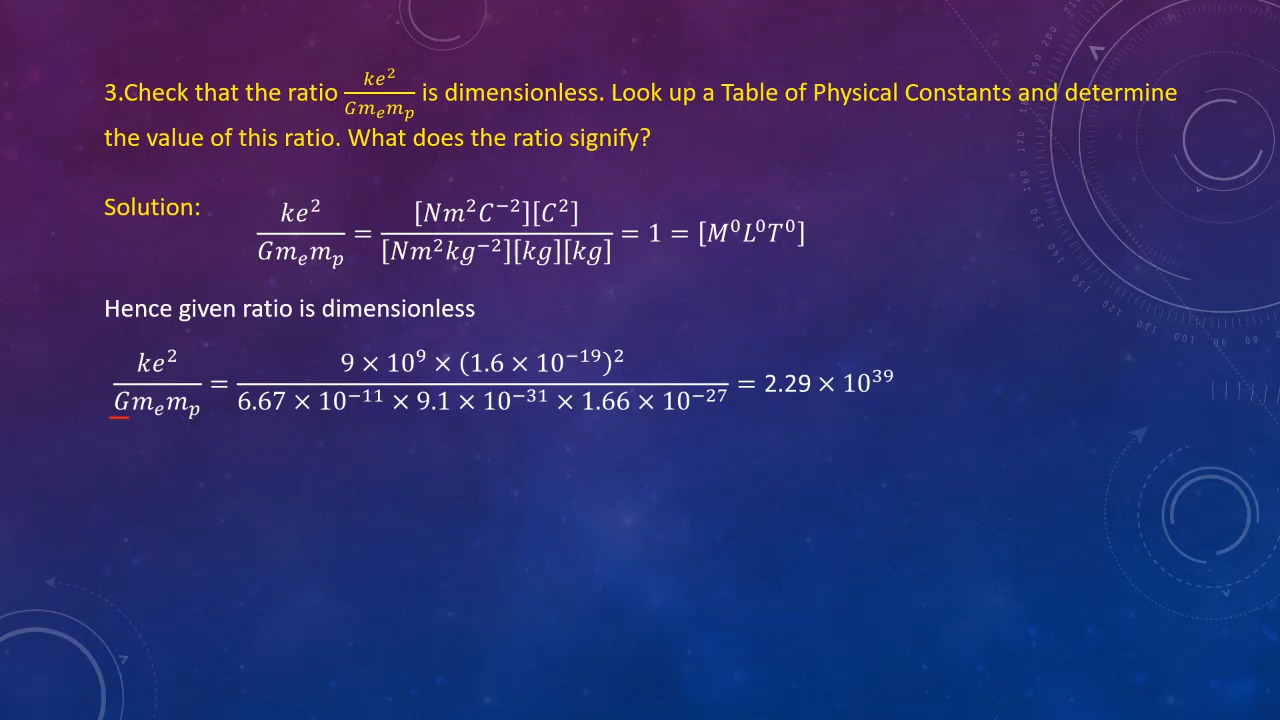 3.Check that the ratio ke²/Gmₑmₚ is dimensionless. Look up a Table of Physical Constants and determine
the value of this ratio. What does the ratio signify?
Solution:
ke²/Gmₑmₚ = [Nm²C⁻²][C²]/[Nm²kg⁻²][kg][kg] = 1 = [M⁰L⁰T⁰]
Hence given ratio is dimensionless
ke²/Gmₑmₚ = 9 × 10⁹ × (1.6 × 10⁻¹⁹)²/6.67 × 10⁻¹¹ × 9.1 × 10⁻³¹ × 1.66 × 10⁻²⁷ = 2.29 × 10³⁹